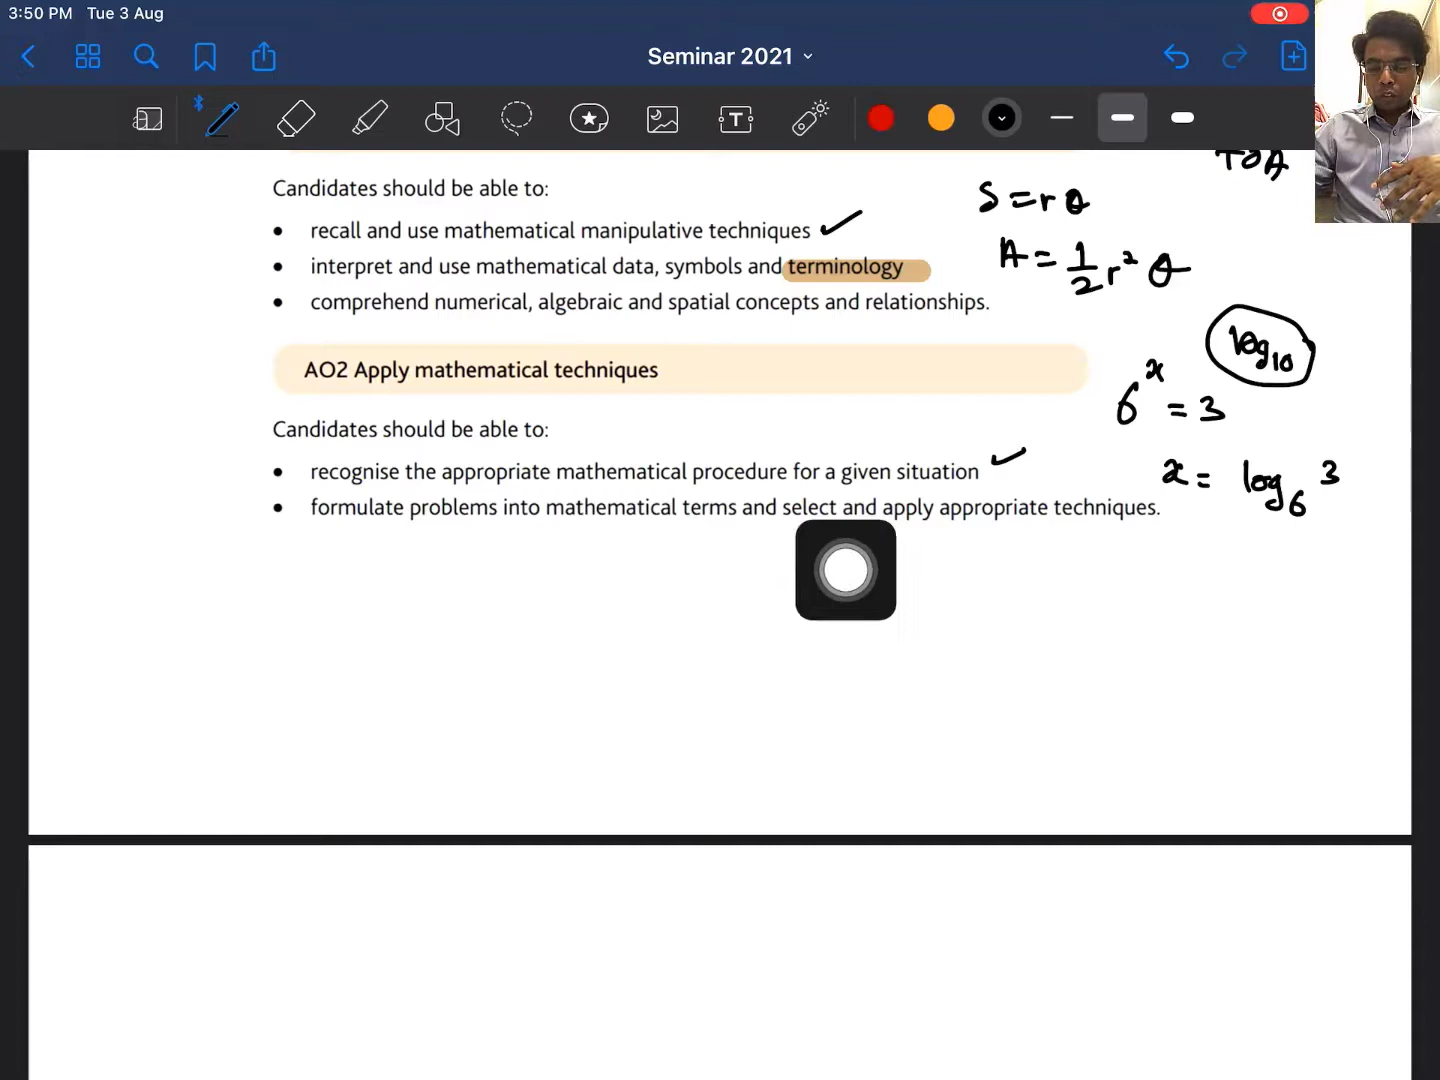 3:50 PM Tue 3 Aug
Seminar 2021
T
TOA
Candidates should be able to:
• recall and use mathematical manipulative techniques ✓
• interpret and use mathematical data, symbols and terminology
• comprehend numerical, algebraic and spatial concepts and relationships.
S = rθ
A = 1/2 r² θ
log₁₀
AO2 Apply mathematical techniques
6ˣ = 3
Candidates should be able to:
• recognise the appropriate mathematical procedure for a given situation ✓
x = log₆ 3
• formulate problems into mathematical terms and select and apply appropriate techniques.